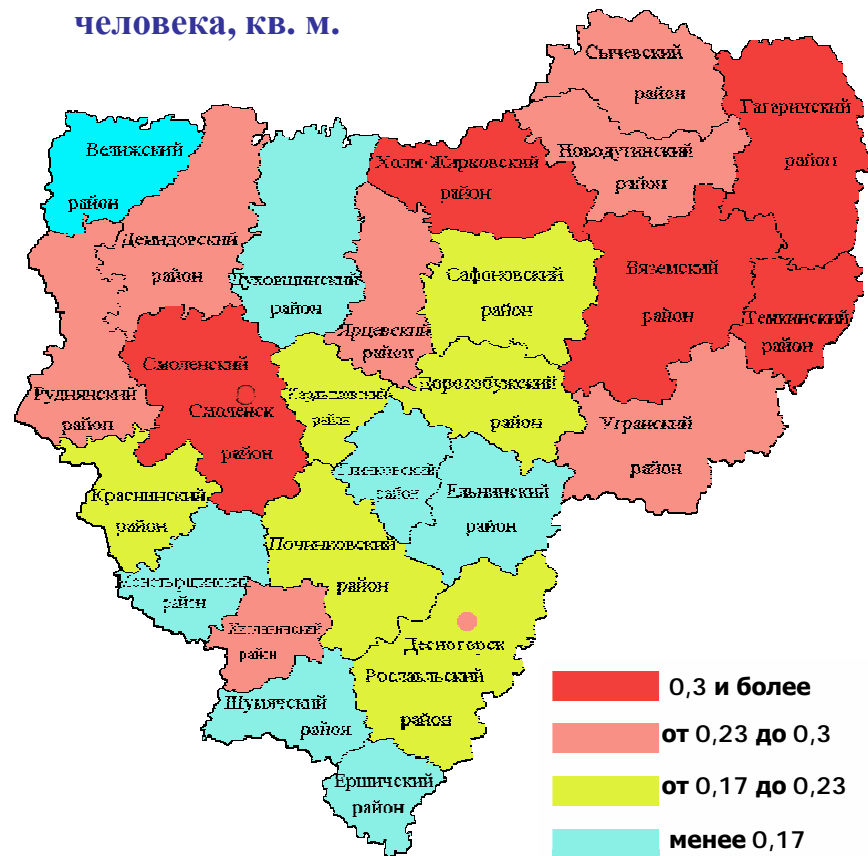 человека, кв. м.
Сычевский
район
Гагаринский
район
Велижский
район
Холм-Жирковский
район
Новодугинский
район
Демидовский
район
Духовщинский
район
Сафоновский
район
Вяземский
район
Темкинский
район
Ярцевский
район
Смоленский
Смоленск
район
Руднянский
район
Кардымовский
район
Дорогобужский
район
Угранский
район
Глинковский
район
Ельнинский
район
Краснинский
район
Починковский
район
Монастырщинский
район
Хиславичский
район
Десногорск
Рославльский
район
Шумячский
район
Ершичский
район
0,3 и более
от 0,23 до 0,3
от 0,17 до 0,23
менее 0,17